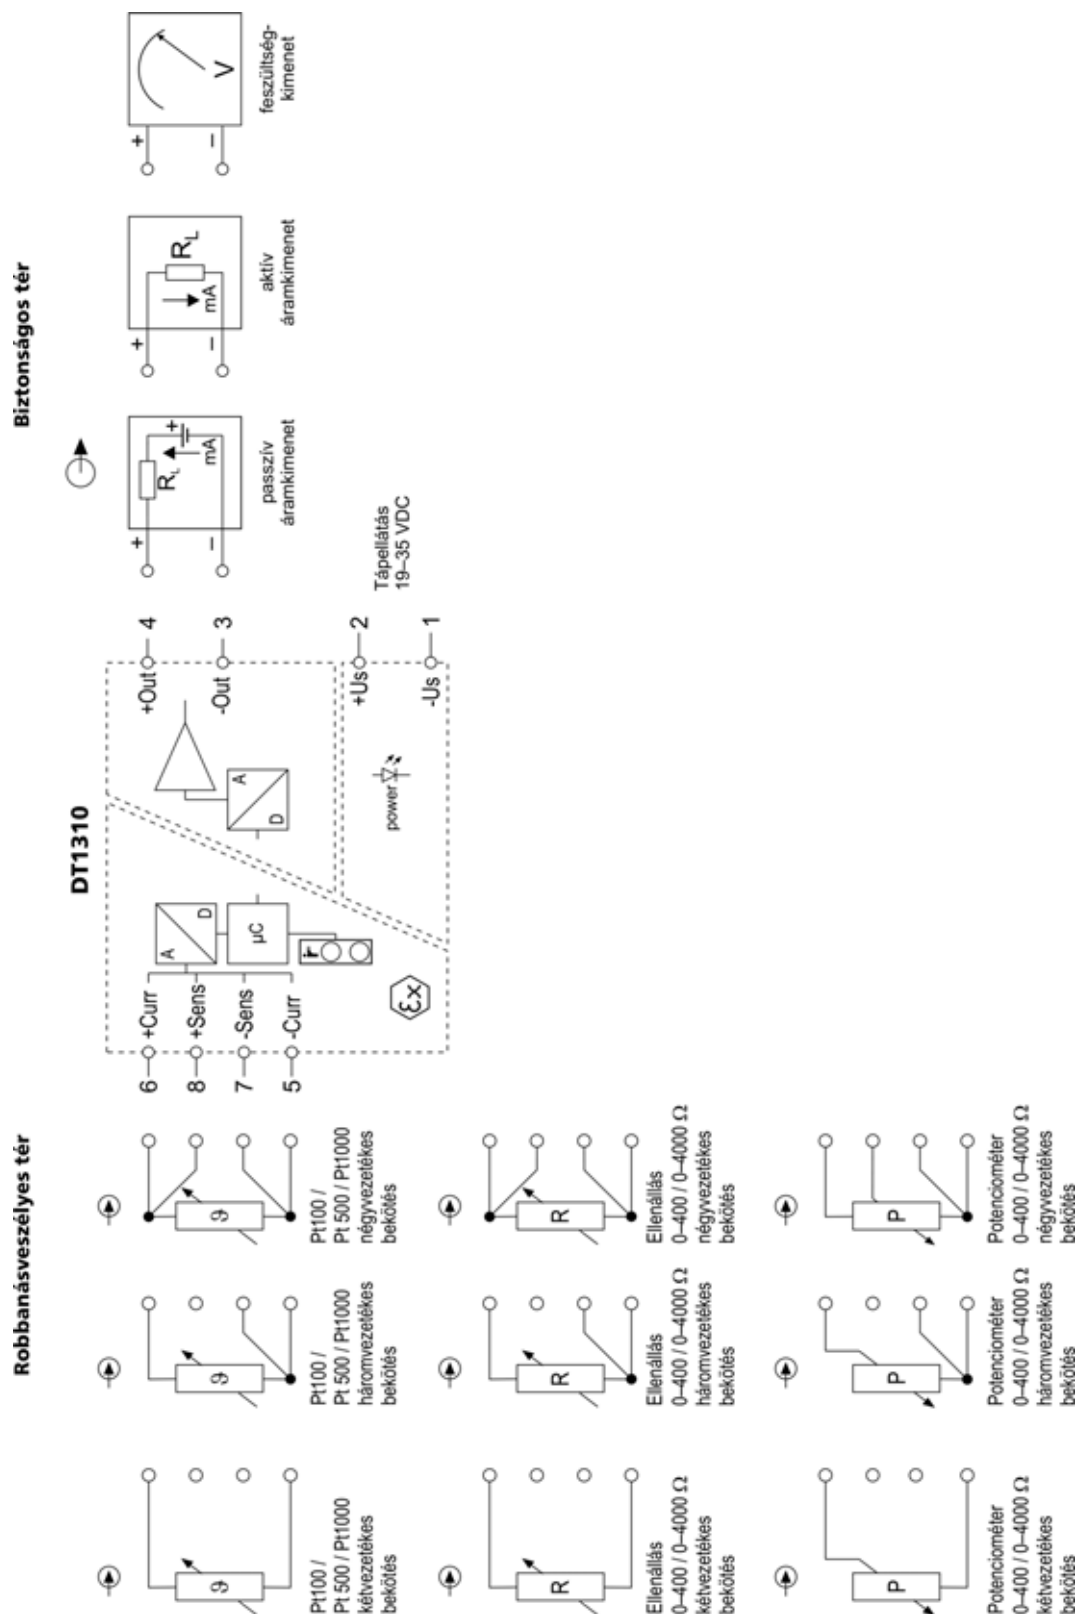 Robbanásveszélyes tér
DT1310
Biztonságos tér
Pt100 /
Pt 500 / Pt1000
kétvezetékes
bekötés
ϑ
Pt100 /
Pt 500 / Pt1000
háromvezetékes
bekötés
ϑ
Pt100 /
Pt 500 / Pt1000
négyvezetékes
bekötés
ϑ
Ellenállás
0–400 / 0–4000 Ω
kétvezetékes
bekötés
R
Ellenállás
0–400 / 0–4000 Ω
háromvezetékes
bekötés
R
Ellenállás
0–400 / 0–4000 Ω
négyvezetékes
bekötés
R
Potenciométer
0–400 / 0–4000 Ω
kétvezetékes
bekötés
P
Potenciométer
0–400 / 0–4000 Ω
háromvezetékes
bekötés
P
Potenciométer
0–400 / 0–4000 Ω
négyvezetékes
bekötés
P
6 +Curr
8 +Sens
7 -Sens
5 -Curr
A
D
µC
ir
Ex
A
D
power
+Out 4
-Out 3
+Us 2
-Us 1
Tápellátás
19–35 VDC
+
–
RL
+
mA
passzív
áramkimenet
+
–
RL
mA
aktív
áramkimenet
+
–
V
feszültség-
kimenet